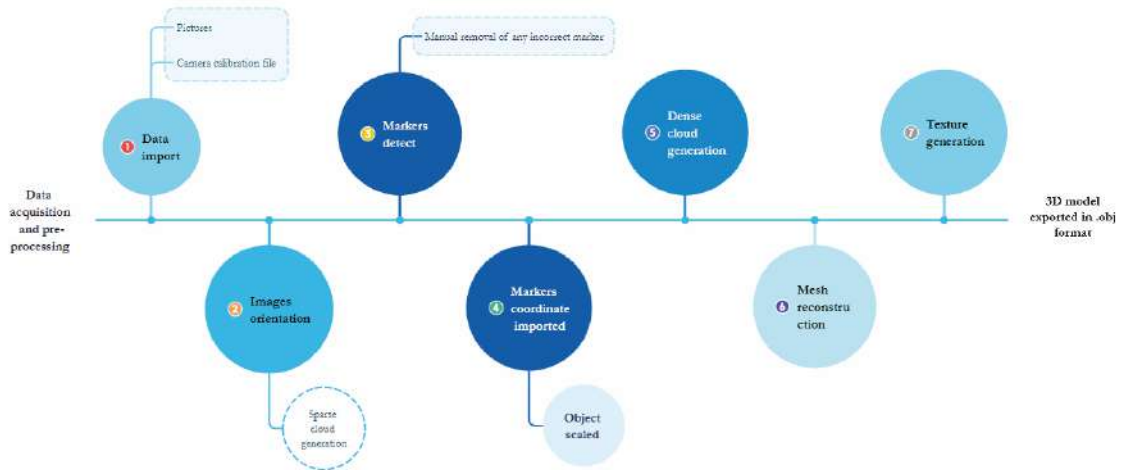 Pictures
Camera calibration file
Manual removal of any incorrect marker
1 Data
import
3 Markers
detect
5 Dense
cloud
generation
7 Texture
generation
Data
acquisition
and pre-
processing
3D model
exported in .obj
format
2 Images
orientation
4 Markers
coordinate
imported
6 Mesh
reconstru
ction
Sparse
cloud
generation
Object
scaled